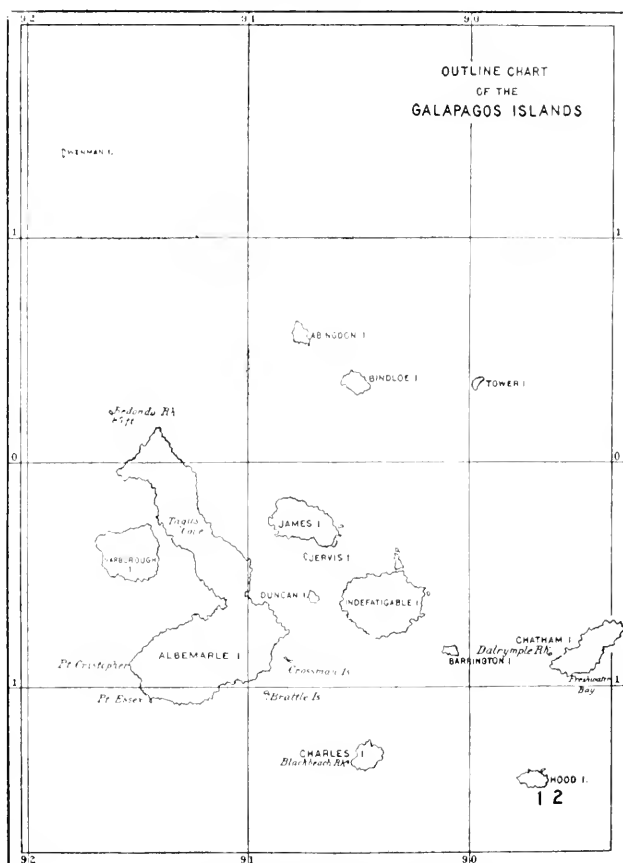 92 91 90
OUTLINE CHART
OF THE
GALAPAGOS ISLANDS
WENMAN I.
1 1
ABINGDON I
BINDLOE I
TOWER I
Redondo Rk
0 0
Tagus
Cove
JAMES I
NARBOROUGH
I
JERVIS I
DUNCAN I
INDEFATIGABLE I
CHATHAM I
ALBEMARLE I
Dalrymple Rk
BARRINGTON I
Pt Cristopher
Crossman Is
Freshwater
Bay
1 1
Pt Essex
Brattle Is
CHARLES
I
Blackbeach Rk
HOOD I.
12
92 91 90